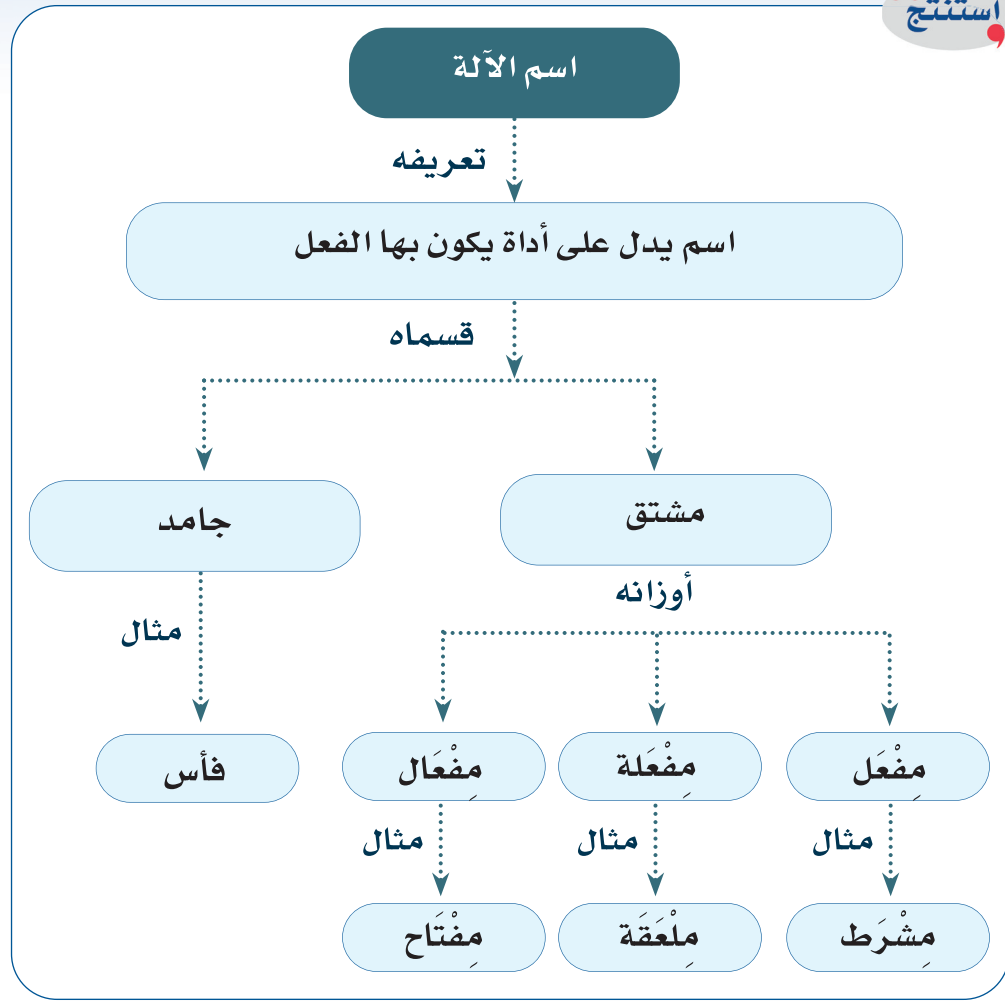 استنتج
اسم الآلة
تعريفه
اسم يدل على أداة يكون بها الفعل
قسماه
مشتق
جامد
أوزانه
مثال
مِفْعَل
مِفْعَلة
مِفْعَال
فأس
مثال
مثال
مثال
مِشْرَط
مِلْعَقَة
مِفْتَاح